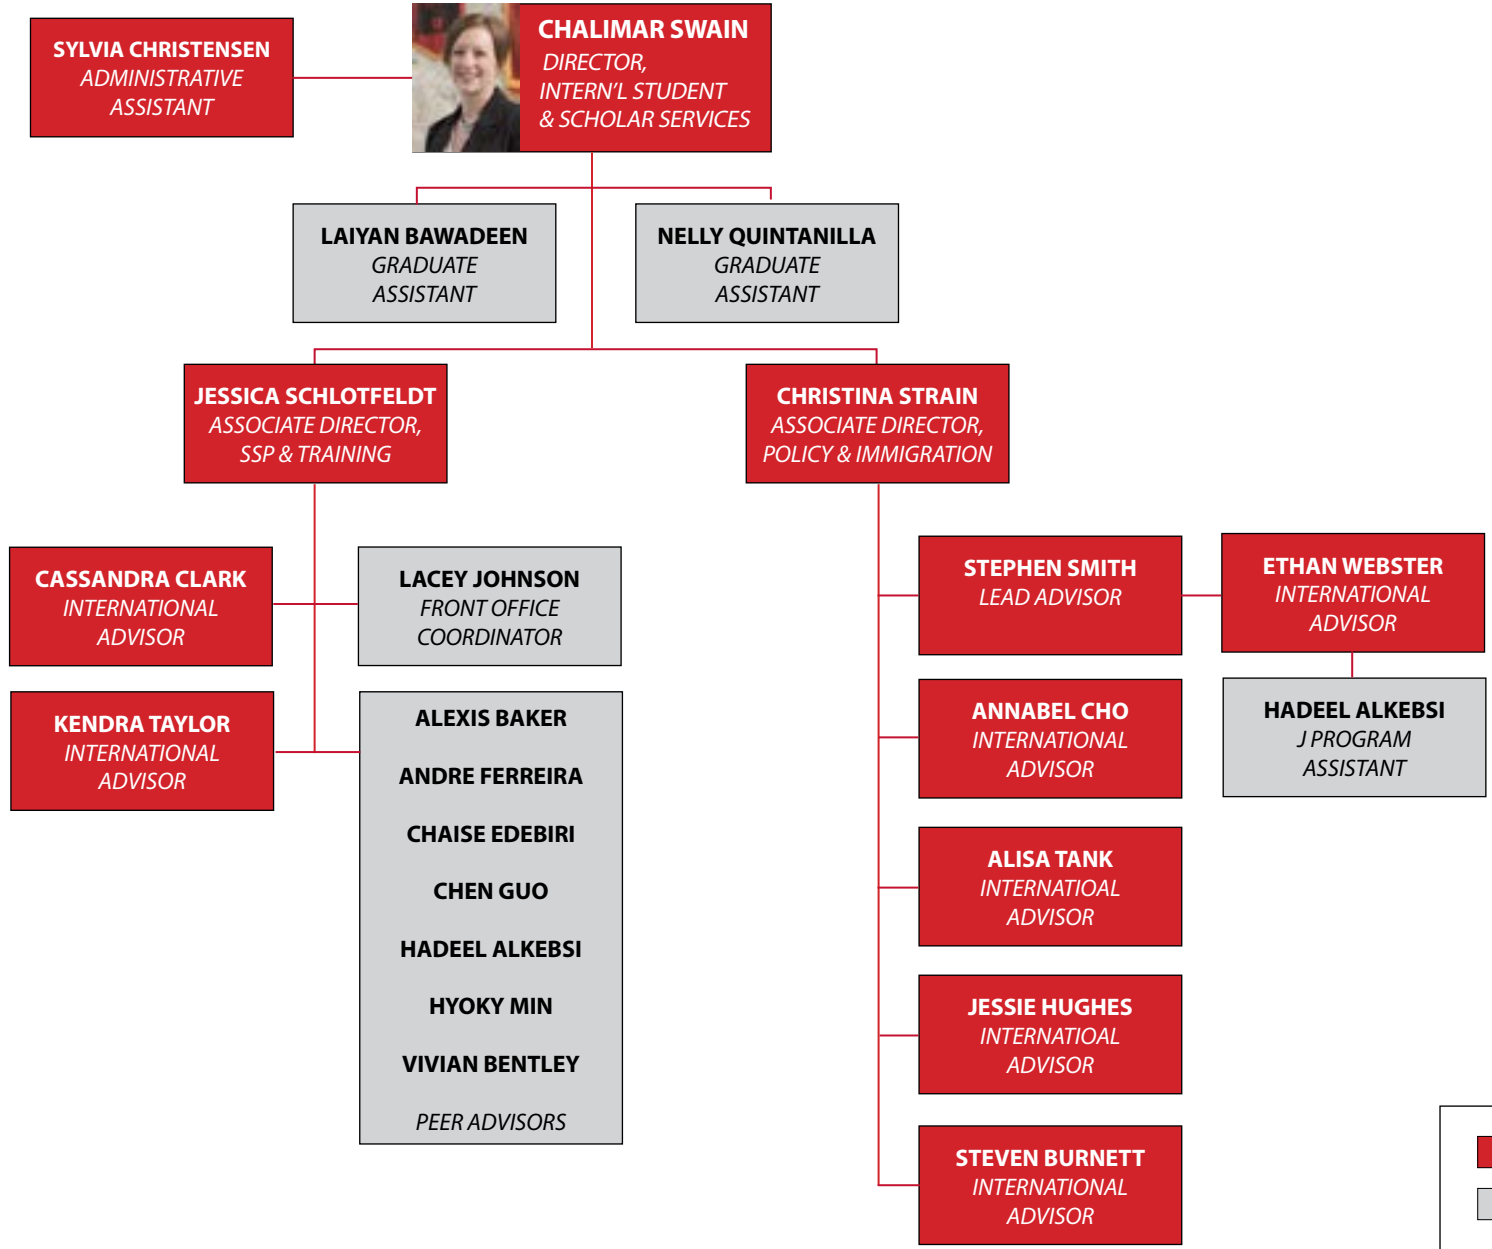 SYLVIA CHRISTENSEN
ADMINISTRATIVE
ASSISTANT
CHALIMAR SWAIN
DIRECTOR,
INTERN’L STUDENT
& SCHOLAR SERVICES
LAIYAN BAWADEEN
GRADUATE
ASSISTANT
NELLY QUINTANILLA
GRADUATE
ASSISTANT
JESSICA SCHLOTFELDT
ASSOCIATE DIRECTOR,
SSP & TRAINING
CHRISTINA STRAIN
ASSOCIATE DIRECTOR,
POLICY & IMMIGRATION
CASSANDRA CLARK
INTERNATIONAL
ADVISOR
LACEY JOHNSON
FRONT OFFICE
COORDINATOR
KENDRA TAYLOR
INTERNATIONAL
ADVISOR
ALEXIS BAKER
ANDRE FERREIRA
CHAISE EDEBIRI
CHEN GUO
HADEEL ALKEBSI
HYOKY MIN
VIVIAN BENTLEY
PEER ADVISORS
STEPHEN SMITH
LEAD ADVISOR
ETHAN WEBSTER
INTERNATIONAL
ADVISOR
HADEEL ALKEBSI
J PROGRAM
ASSISTANT
ANNABEL CHO
INTERNATIONAL
ADVISOR
ALISA TANK
INTERNATIOAL
ADVISOR
JESSIE HUGHES
INTERNATIOAL
ADVISOR
STEVEN BURNETT
INTERNATIONAL
ADVISOR